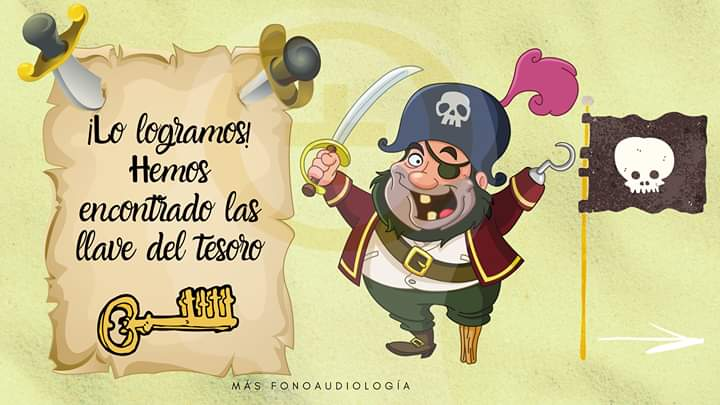 ¡Lo logramos!
Hemos
encontrado las
llave del tesoro
MÁS FONOAUDIOLOGÍA